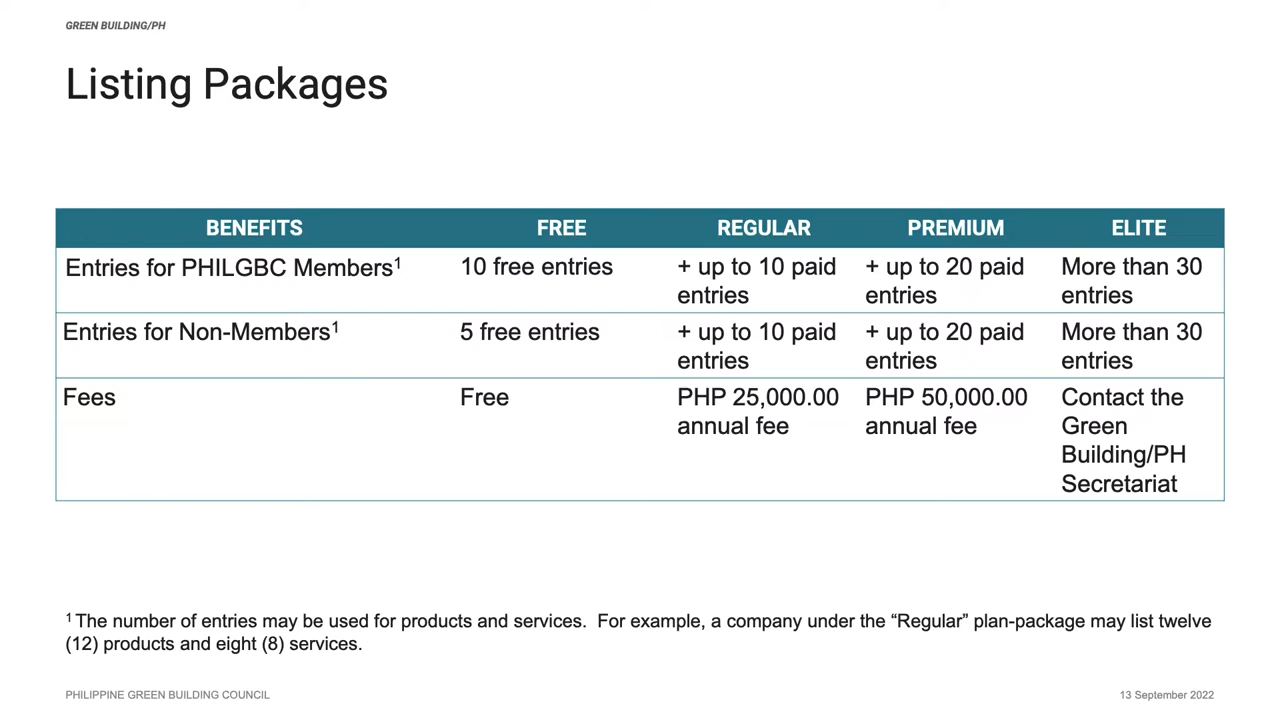 GREEN BUILDING/PH
Listing Packages
BENEFITS FREE REGULAR PREMIUM ELITE
Entries for PHILGBC Members¹ 10 free entries + up to 10 paid + up to 20 paid More than 30
entries entries entries
Entries for Non-Members¹ 5 free entries + up to 10 paid + up to 20 paid More than 30
entries entries entries
Fees Free PHP 25,000.00 PHP 50,000.00 Contact the
annual fee annual fee Green
Building/PH
Secretariat
¹ The number of entries may be used for products and services. For example, a company under the “Regular” plan-package may list twelve
(12) products and eight (8) services.
PHILIPPINE GREEN BUILDING COUNCIL 13 September 2022